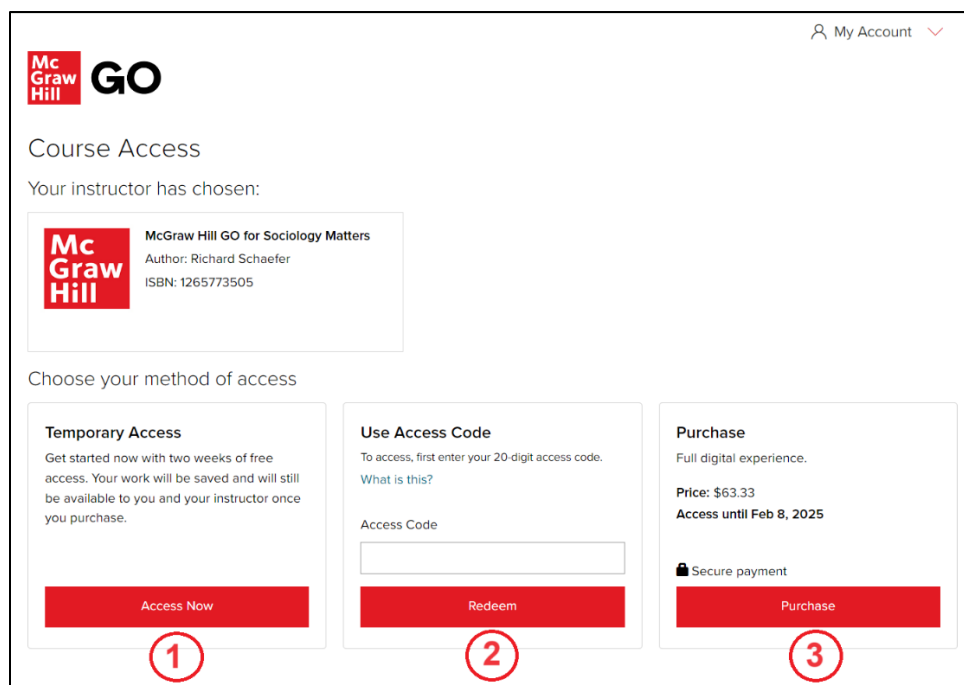 My Account
Mc
Graw
Hill
GO
Course Access
Your instructor has chosen:
Mc
Graw
Hill
McGraw Hill GO for Sociology Matters
Author: Richard Schaefer
ISBN: 1265773505
Choose your method of access
Temporary Access
Get started now with two weeks of free
access. Your work will be saved and will still
be available to you and your instructor once
you purchase.
Access Now
1
Use Access Code
To access, first enter your 20-digit access code.
What is this?
Access Code
Redeem
2
Purchase
Full digital experience.
Price: $63.33
Access until Feb 8, 2025
Secure payment
Purchase
3